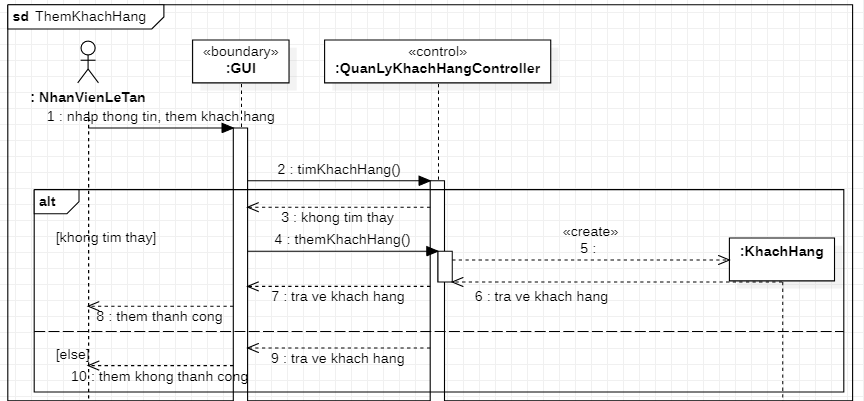 sd ThemKhachHang
«boundary»
:GUI
«control»
:QuanLyKhachHangController
: NhanVienLeTan
1 : nhap thong tin, them khach hang
2 : timKhachHang()
alt
3 : khong tim thay
[khong tim thay]
4 : themKhachHang()
«create»
5 :
:KhachHang
7 : tra ve khach hang
6 : tra ve khach hang
8 : them thanh cong
[else]
9 : tra ve khach hang
10 : them khong thanh cong